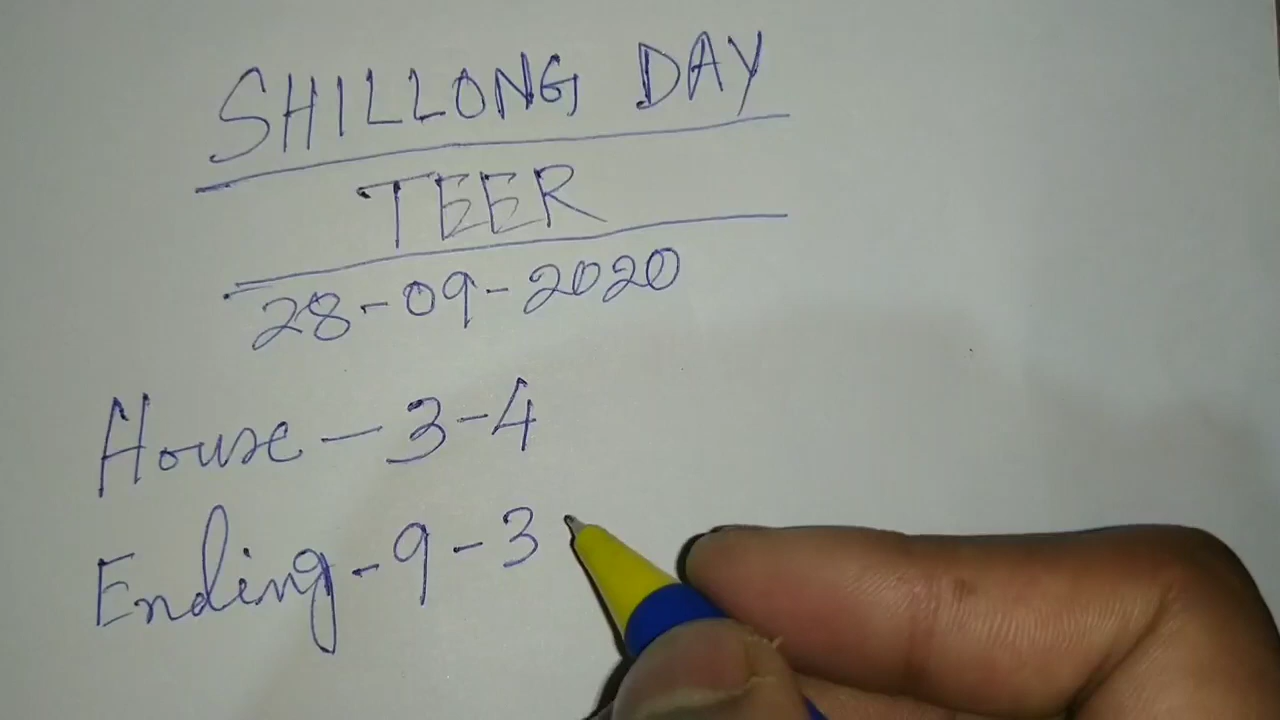 SHILLONG DAY
TEER
28-09-2020
House - 3-4
Ending - 9-3